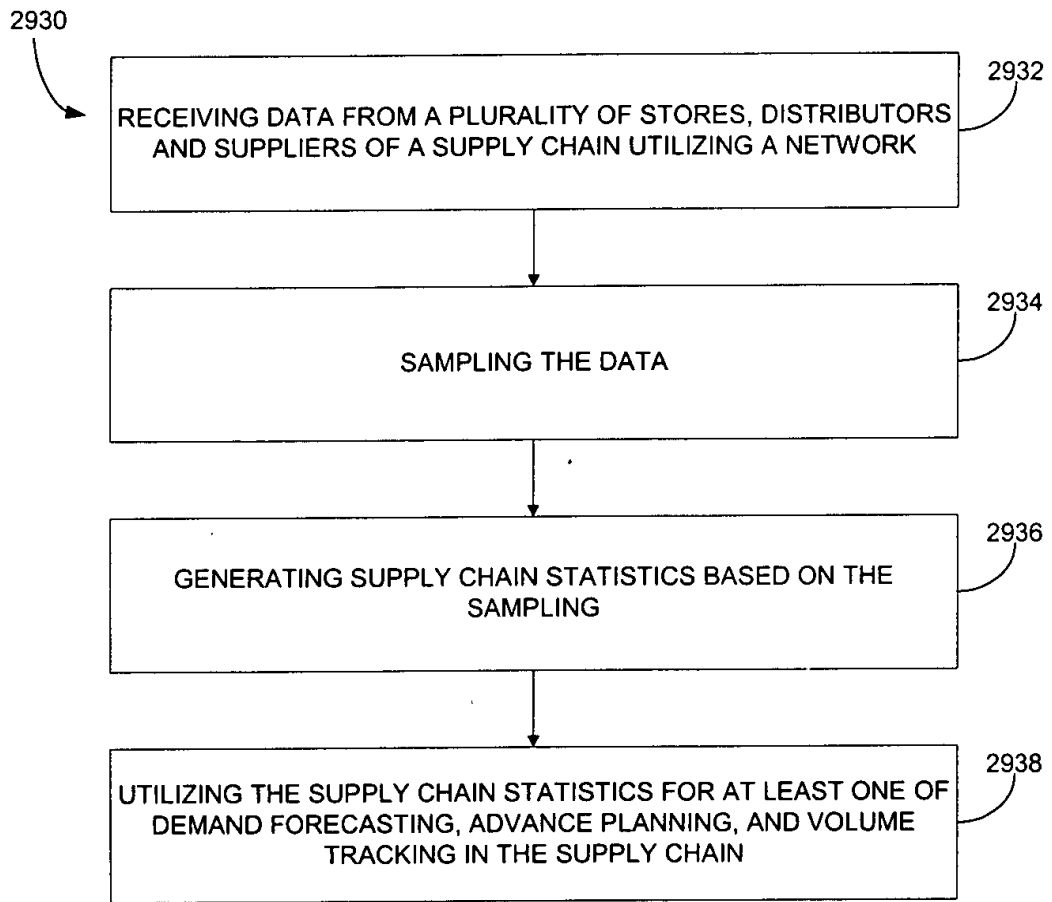 2930
2932
RECEIVING DATA FROM A PLURALITY OF STORES, DISTRIBUTORS
AND SUPPLIERS OF A SUPPLY CHAIN UTILIZING A NETWORK
2934
SAMPLING THE DATA
2936
GENERATING SUPPLY CHAIN STATISTICS BASED ON THE
SAMPLING
2938
UTILIZING THE SUPPLY CHAIN STATISTICS FOR AT LEAST ONE OF
DEMAND FORECASTING, ADVANCE PLANNING, AND VOLUME
TRACKING IN THE SUPPLY CHAIN